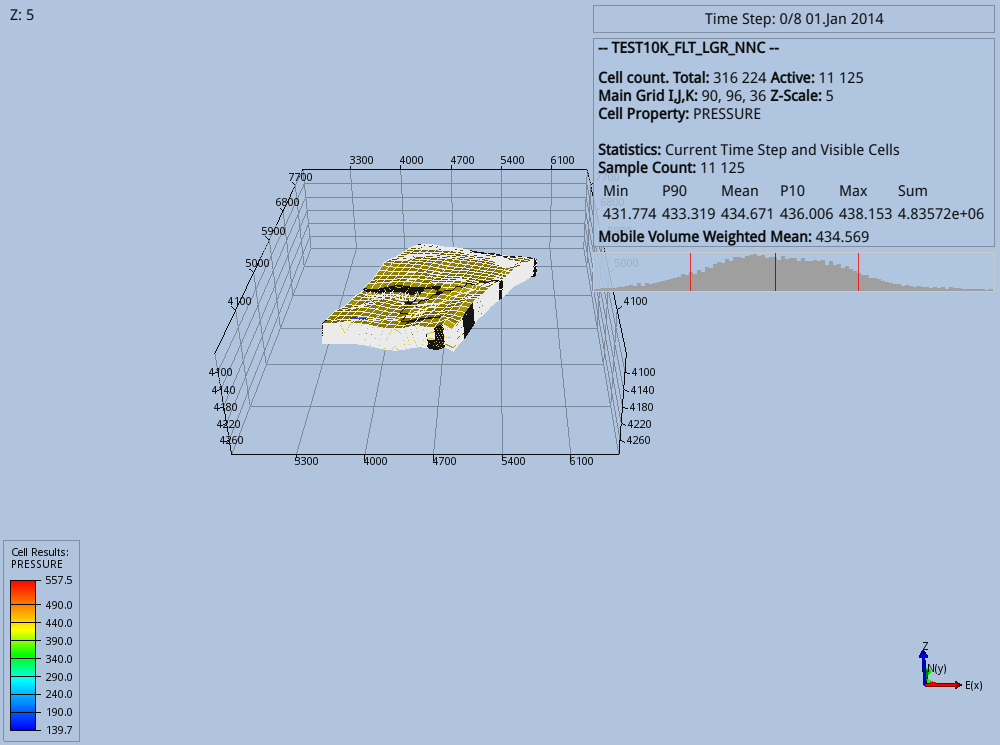 Z: 5
Time Step: 0/8 01.Jan 2014
-- TEST10K_FLT_LGR_NNC --
Cell count. Total: 316 224 Active: 11 125
Main Grid I,J,K: 90, 96, 36 Z-Scale: 5
Cell Property: PRESSURE
Statistics: Current Time Step and Visible Cells
Sample Count: 11 125
Min P90 Mean P10 Max Sum
431.774 433.319 434.671 436.006 438.153 4.83572e+06
Mobile Volume Weighted Mean: 434.569
3300 4000 4700 5400 6100
7700
6800 6800
5900
5000 5000
4100 4100
4100 4100
4140 4140
4180 4180
4220 4220
4260 4260
3300 4000 4700 5400 6100
Cell Results:
PRESSURE
557.5
490.0
440.0
390.0
340.0
290.0
240.0
190.0
139.7
Z
N(y)
E(x)